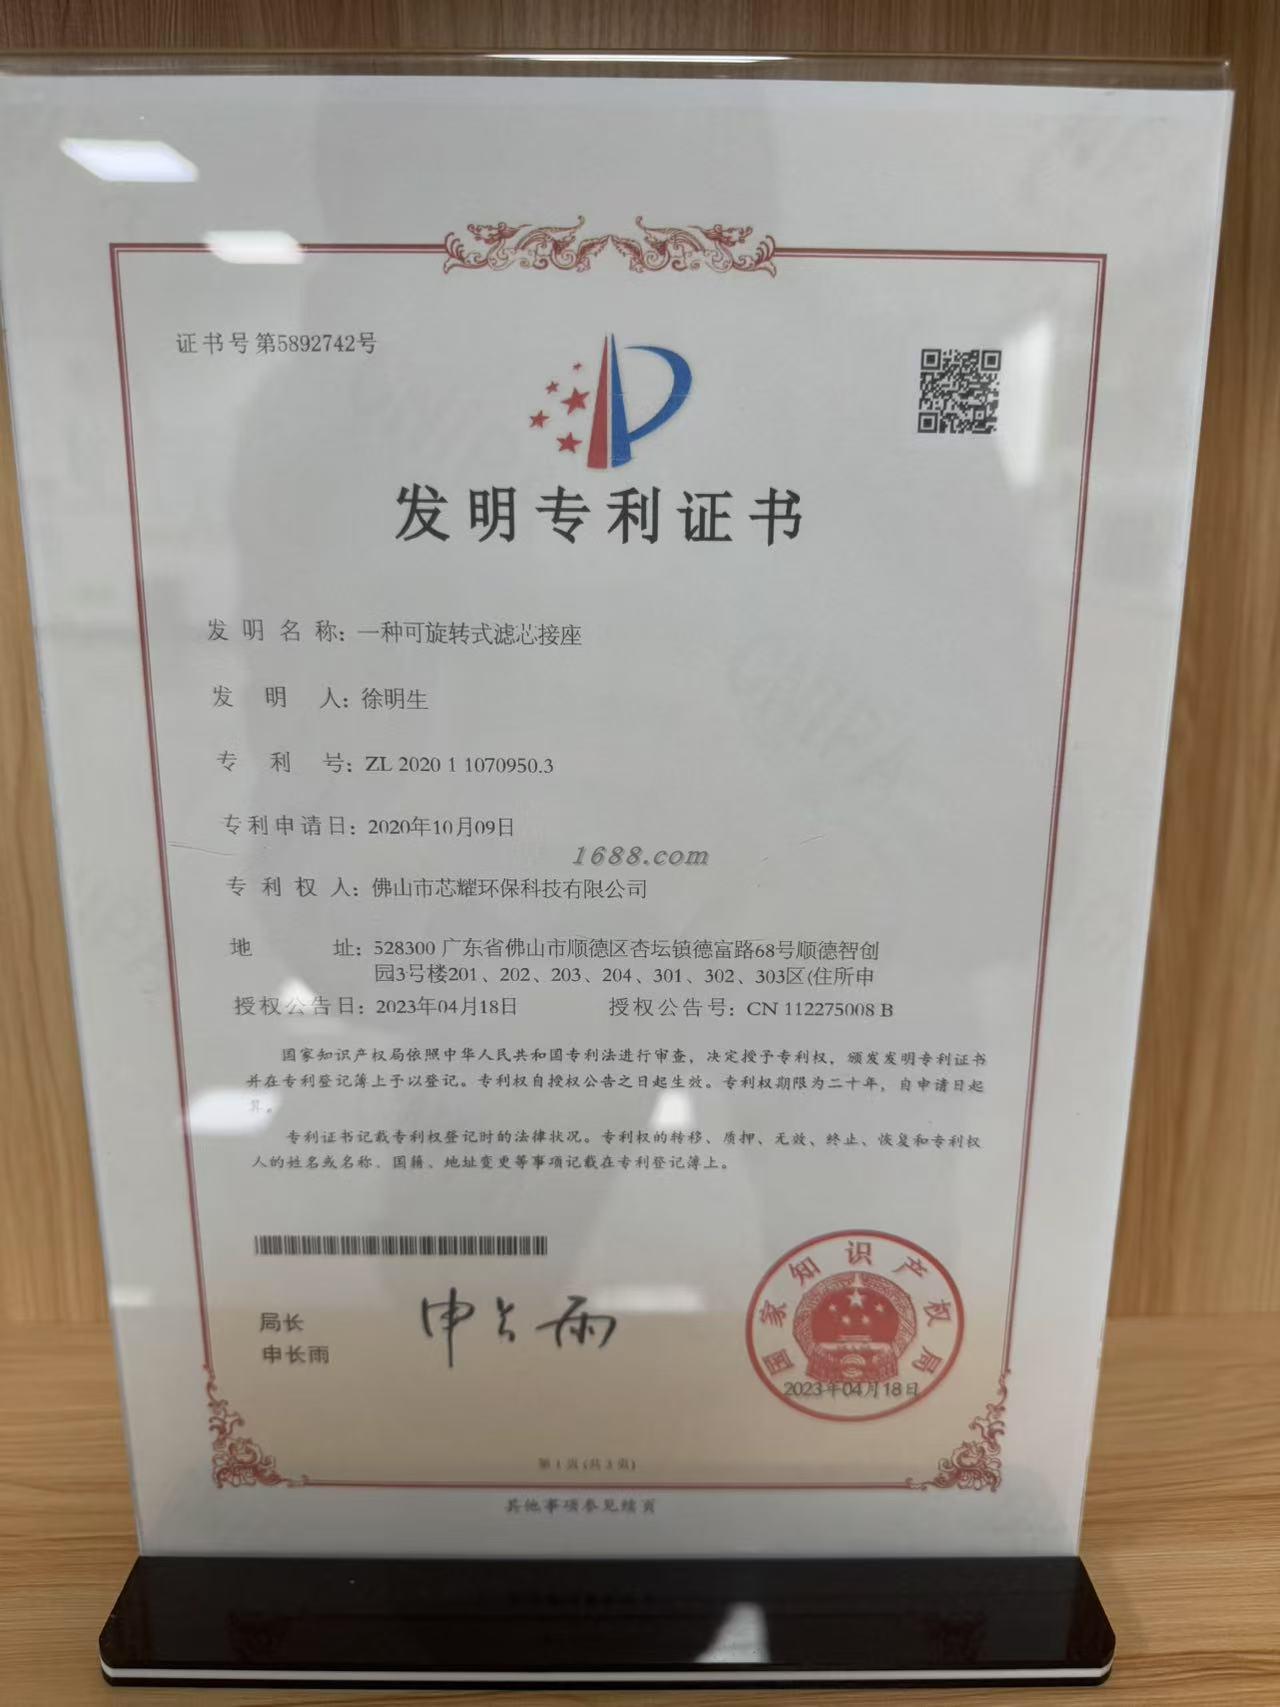 证书号第5892742号
发明专利证书
发明名称：一种可旋转式滤芯接座
发明人：徐明生
专利号：ZL 2020 1 1070950.3
专利申请日：2020年10月09日
1688.com
专利权人：佛山市芯耀环保科技有限公司
地址：528300 广东省佛山市顺德区杏坛镇德富路68号顺德智创
园3号楼201、202、203、204、301、302、303区(住所申
授权公告日：2023年04月18日 授权公告号：CN 112275008 B
国家知识产权局依照中华人民共和国专利法进行审查，决定授予专利权，颁发发明专利证书
并在专利登记簿上予以登记。专利权自授权公告之日起生效。专利权期限为二十年，自申请日起
算。
专利证书记载专利权登记时的法律状况。专利权的转移、质押、无效、终止、恢复和专利权
人的姓名或名称、国籍、地址变更等事项记载在专利登记簿上。
局长
申长雨
申长雨
国家知识产权局
2023年04月18日
第1页(共3页)
其他事项参见续页